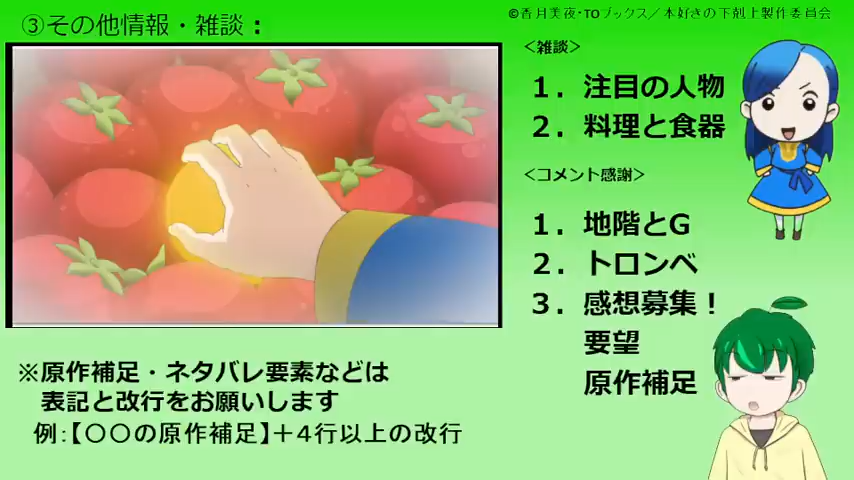 ③その他情報・雑談：
©香月美夜・TOブックス／本好きの下剋上製作委員会
＜雑談＞
１．注目の人物
２．料理と食器
＜コメント感謝＞
１．地階とG
２．トロンベ
３．感想募集！
要望
原作補足
※原作補足・ネタバレ要素などは
表記と改行をお願いします
例:【〇〇の原作補足】＋４行以上の改行